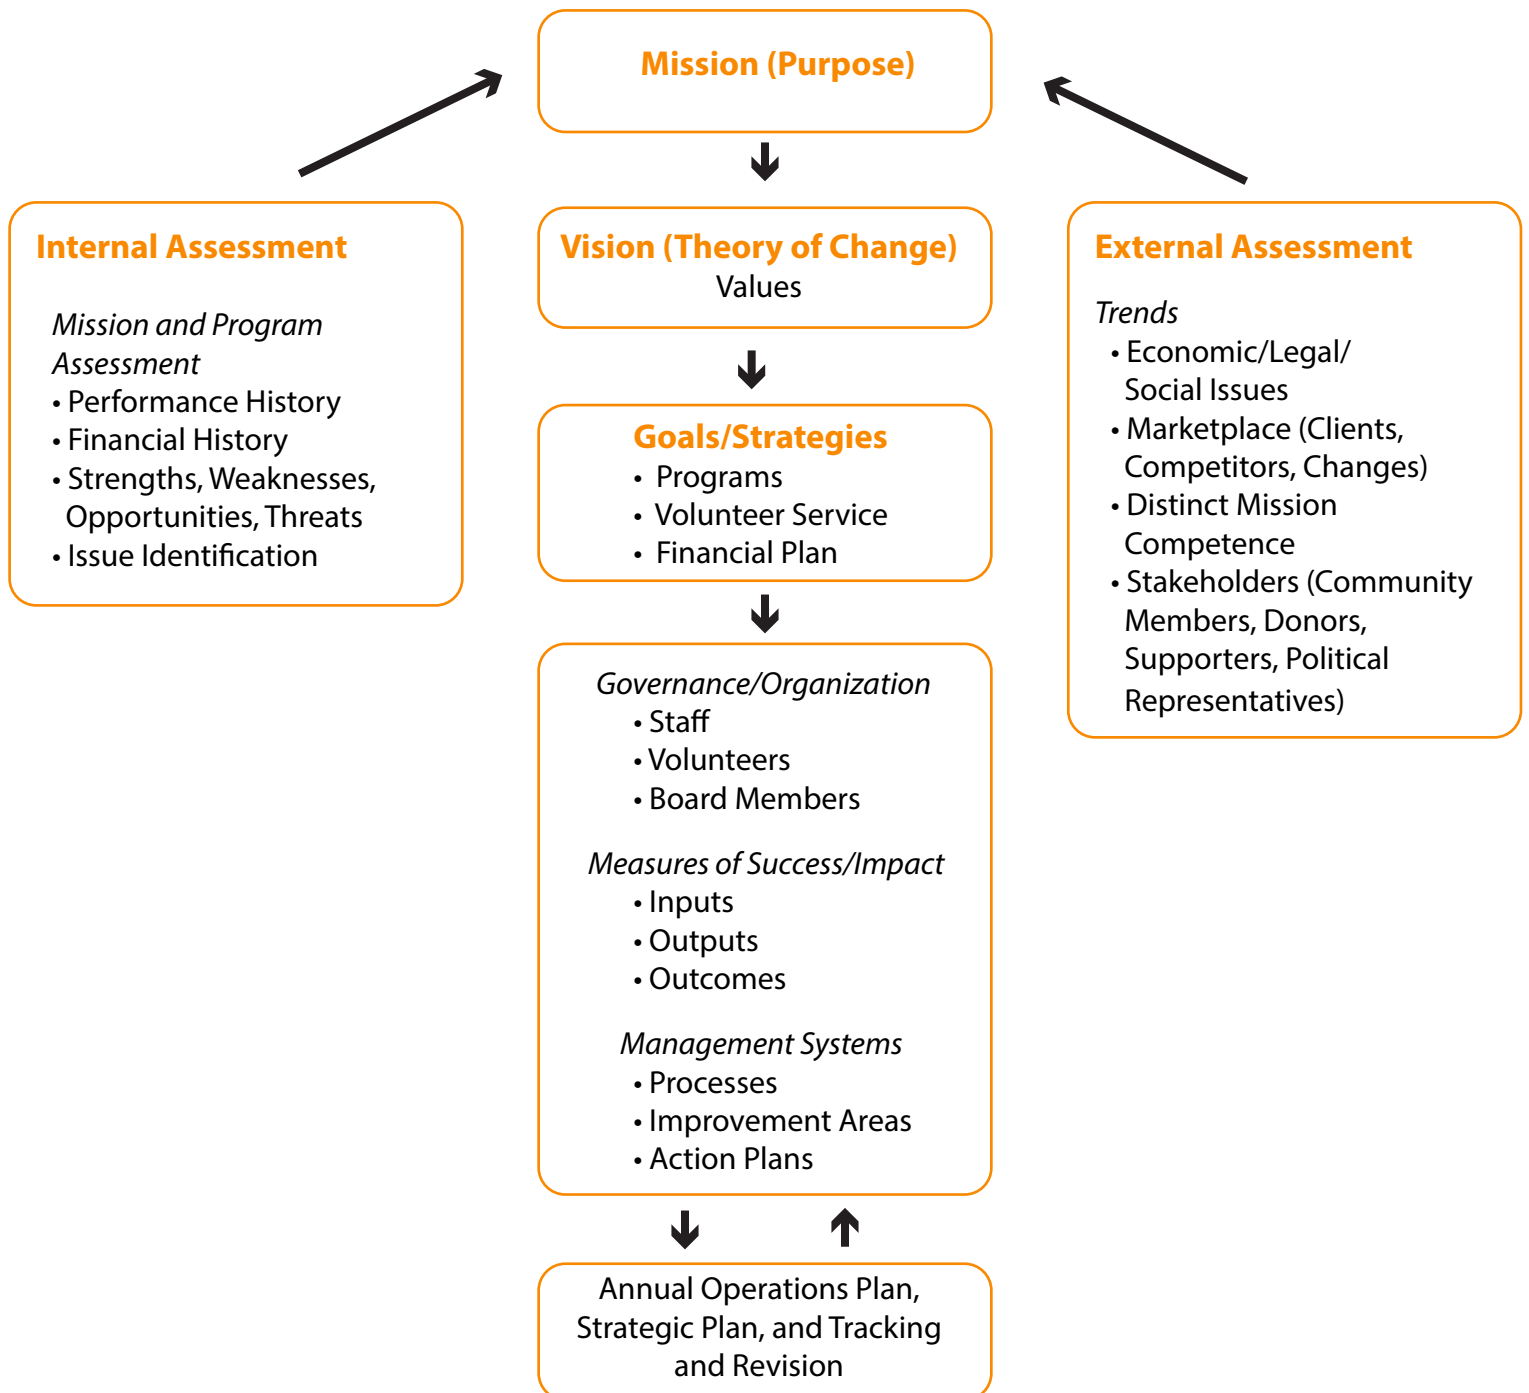 Mission (Purpose)
Internal Assessment
Mission and Program
Assessment
• Performance History
• Financial History
• Strengths, Weaknesses,
Opportunities, Threats
• Issue Identification
Vision (Theory of Change)
Values
Goals/Strategies
• Programs
• Volunteer Service
• Financial Plan
Governance/Organization
• Staff
• Volunteers
• Board Members
Measures of Success/Impact
• Inputs
• Outputs
• Outcomes
Management Systems
• Processes
• Improvement Areas
• Action Plans
Annual Operations Plan,
Strategic Plan, and Tracking
and Revision
External Assessment
Trends
• Economic/Legal/
Social Issues
• Marketplace (Clients,
Competitors, Changes)
• Distinct Mission
Competence
• Stakeholders (Community
Members, Donors,
Supporters, Political
Representatives)